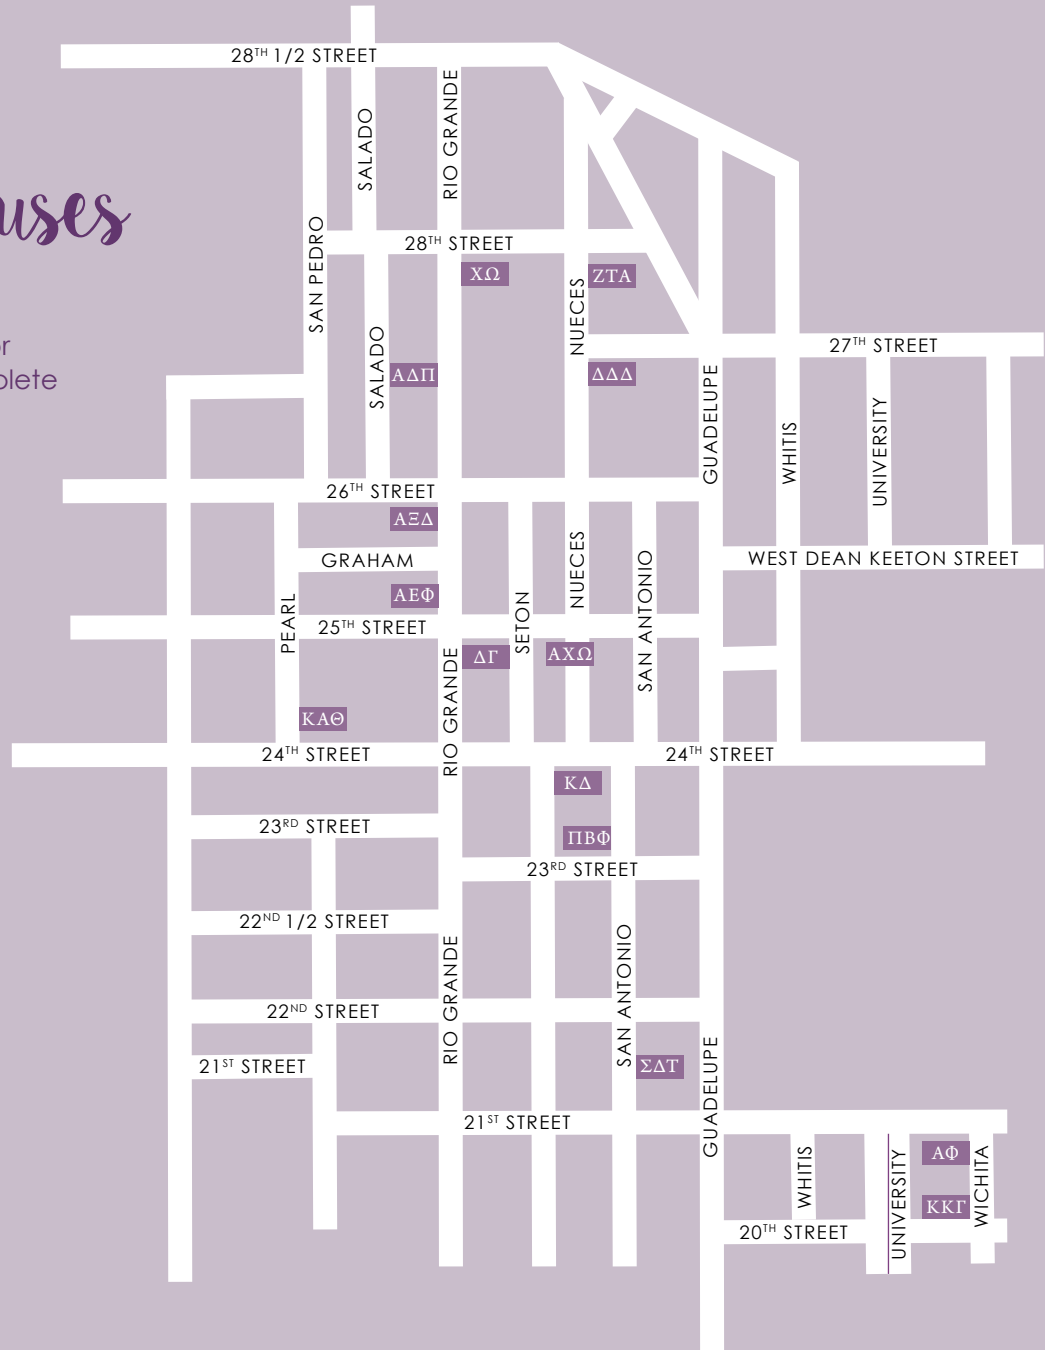 28TH 1/2 STREET
SALADO
RIO GRANDE
uses
SAN PEDRO
28TH STREET
ΧΩ
ΖΤΑ
NUECES
or
plete
SALADO
ΑΔΠ
ΔΔΔ
27TH STREET
GUADELUPE
WHITIS
UNIVERSITY
26TH STREET
ΑΞΔ
GRAHAM
NUECES
SAN ANTONIO
WEST DEAN KEETON STREET
ΑΕΦ
PEARL
SETON
25TH STREET
ΔΓ
ΑΧΩ
RIO GRANDE
ΚΑΘ
24TH STREET
24TH STREET
ΚΔ
23RD STREET
ΠΒΦ
23RD STREET
22ND 1/2 STREET
RIO GRANDE
SAN ANTONIO
22ND STREET
21ST STREET
ΣΔΤ
GUADELUPE
21ST STREET
WHITIS
UNIVERSITY
ΑΦ
WICHITA
ΚΚΓ
20TH STREET